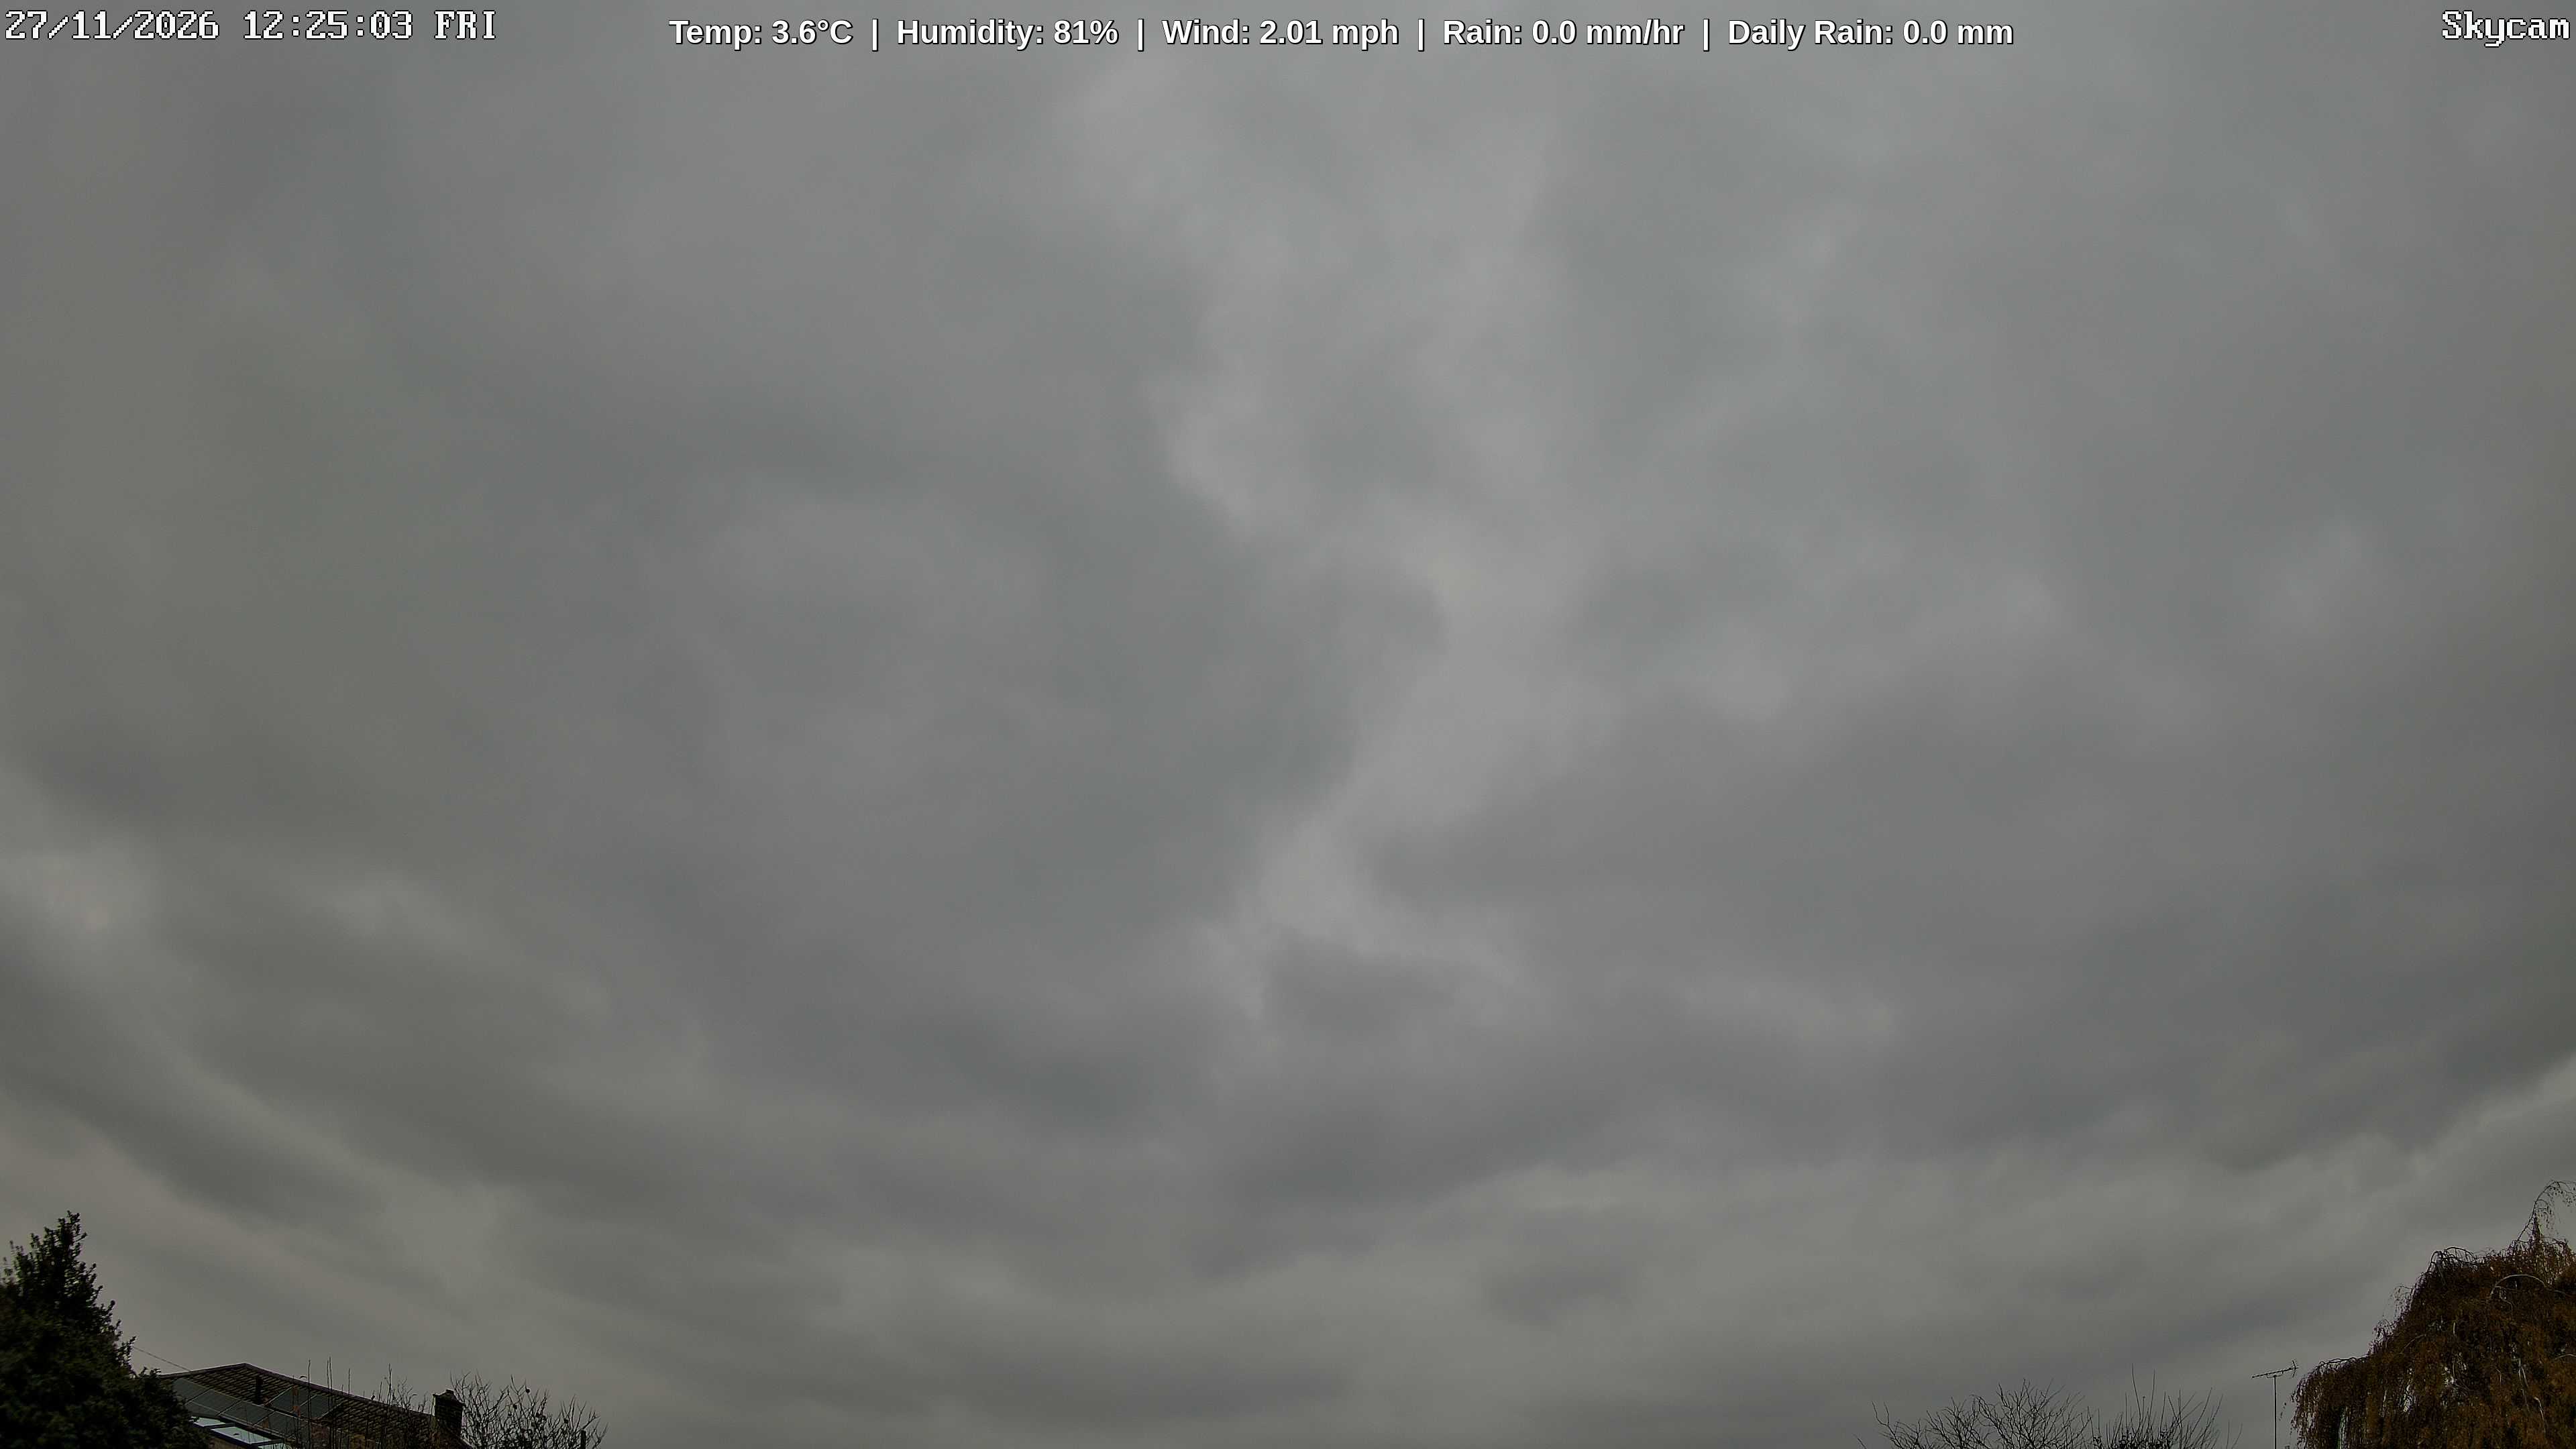 27/11/2026 12:25:03 FRI
Temp: 3.6°C | Humidity: 81% | Wind: 2.01 mph | Rain: 0.0 mm/hr | Daily Rain: 0.0 mm
Skycam